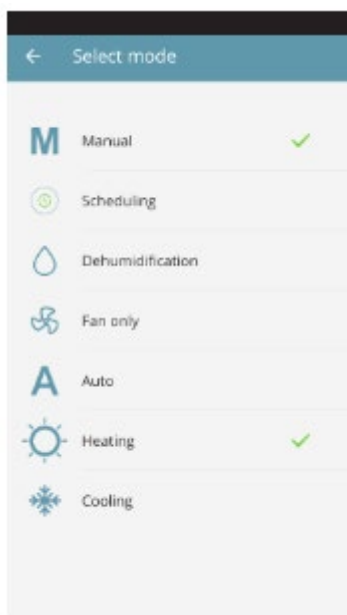 Select mode
M Manual
Scheduling
Dehumidification
Fan only
A Auto
Heating
Cooling